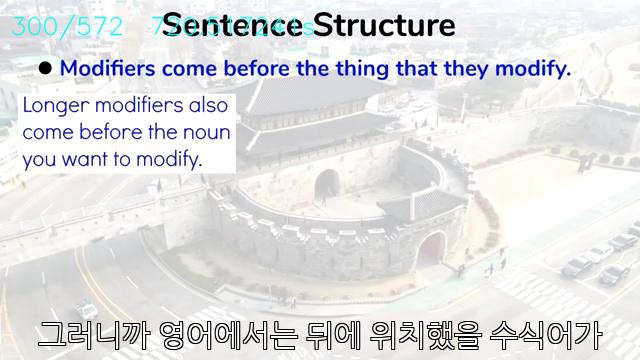 300/572
Sentence Structure
Modifiers come before the thing that they modify.
Longer modifiers also
come before the noun
you want to modify.
그러니까 영어에서는 뒤에 위치했을 수식어가